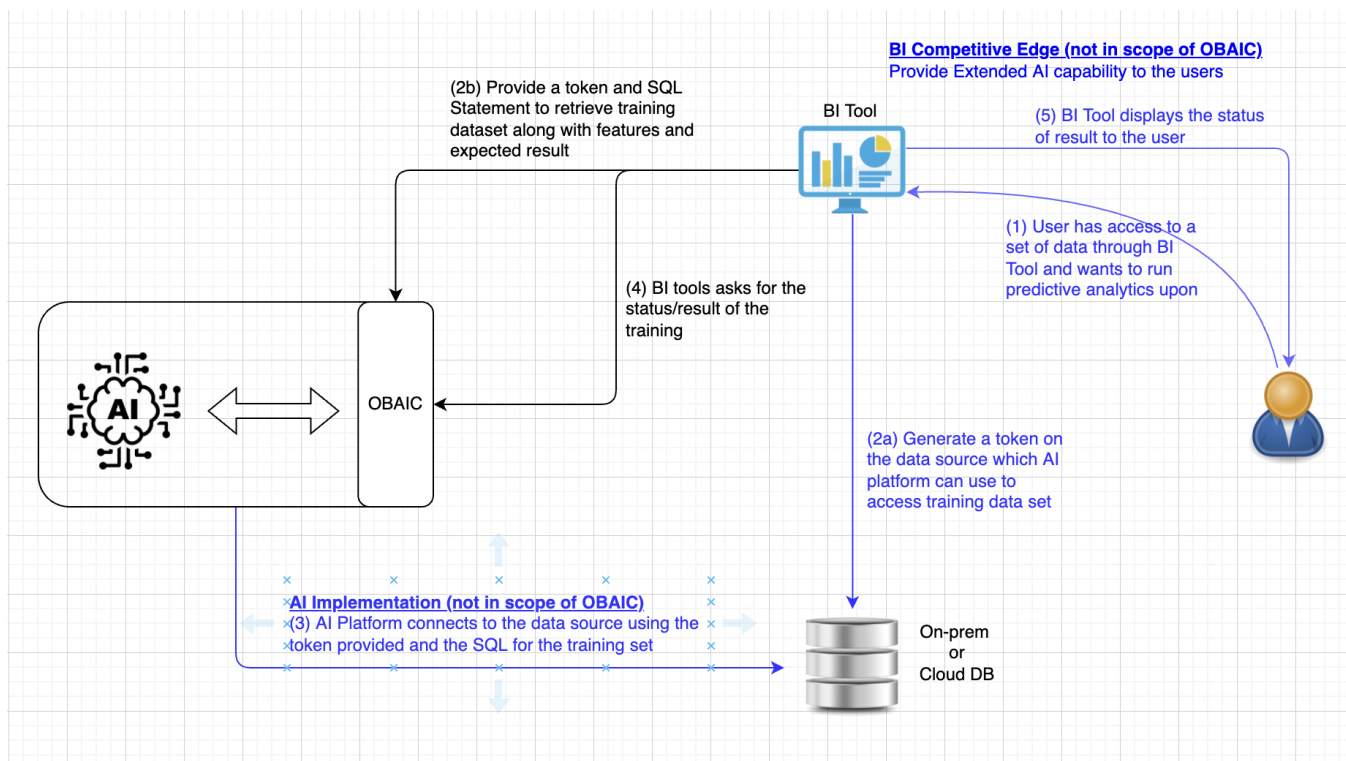 BI Competitive Edge (not in scope of OBAIC)
Provide Extended AI capability to the users
(2b) Provide a token and SQL
Statement to retrieve training
dataset along with features and
expected result
BI Tool
(5) BI Tool displays the status
of result to the user
(1) User has access to a
set of data through BI
Tool and wants to run
predictive analytics upon
(4) BI tools asks for the
status/result of the
training
AI
OBAIC
(2a) Generate a token on
the data source which AI
platform can use to
access training data set
AI Implementation (not in scope of OBAIC)
(3) AI Platform connects to the data source using the
token provided and the SQL for the training set
On-prem
or
Cloud DB